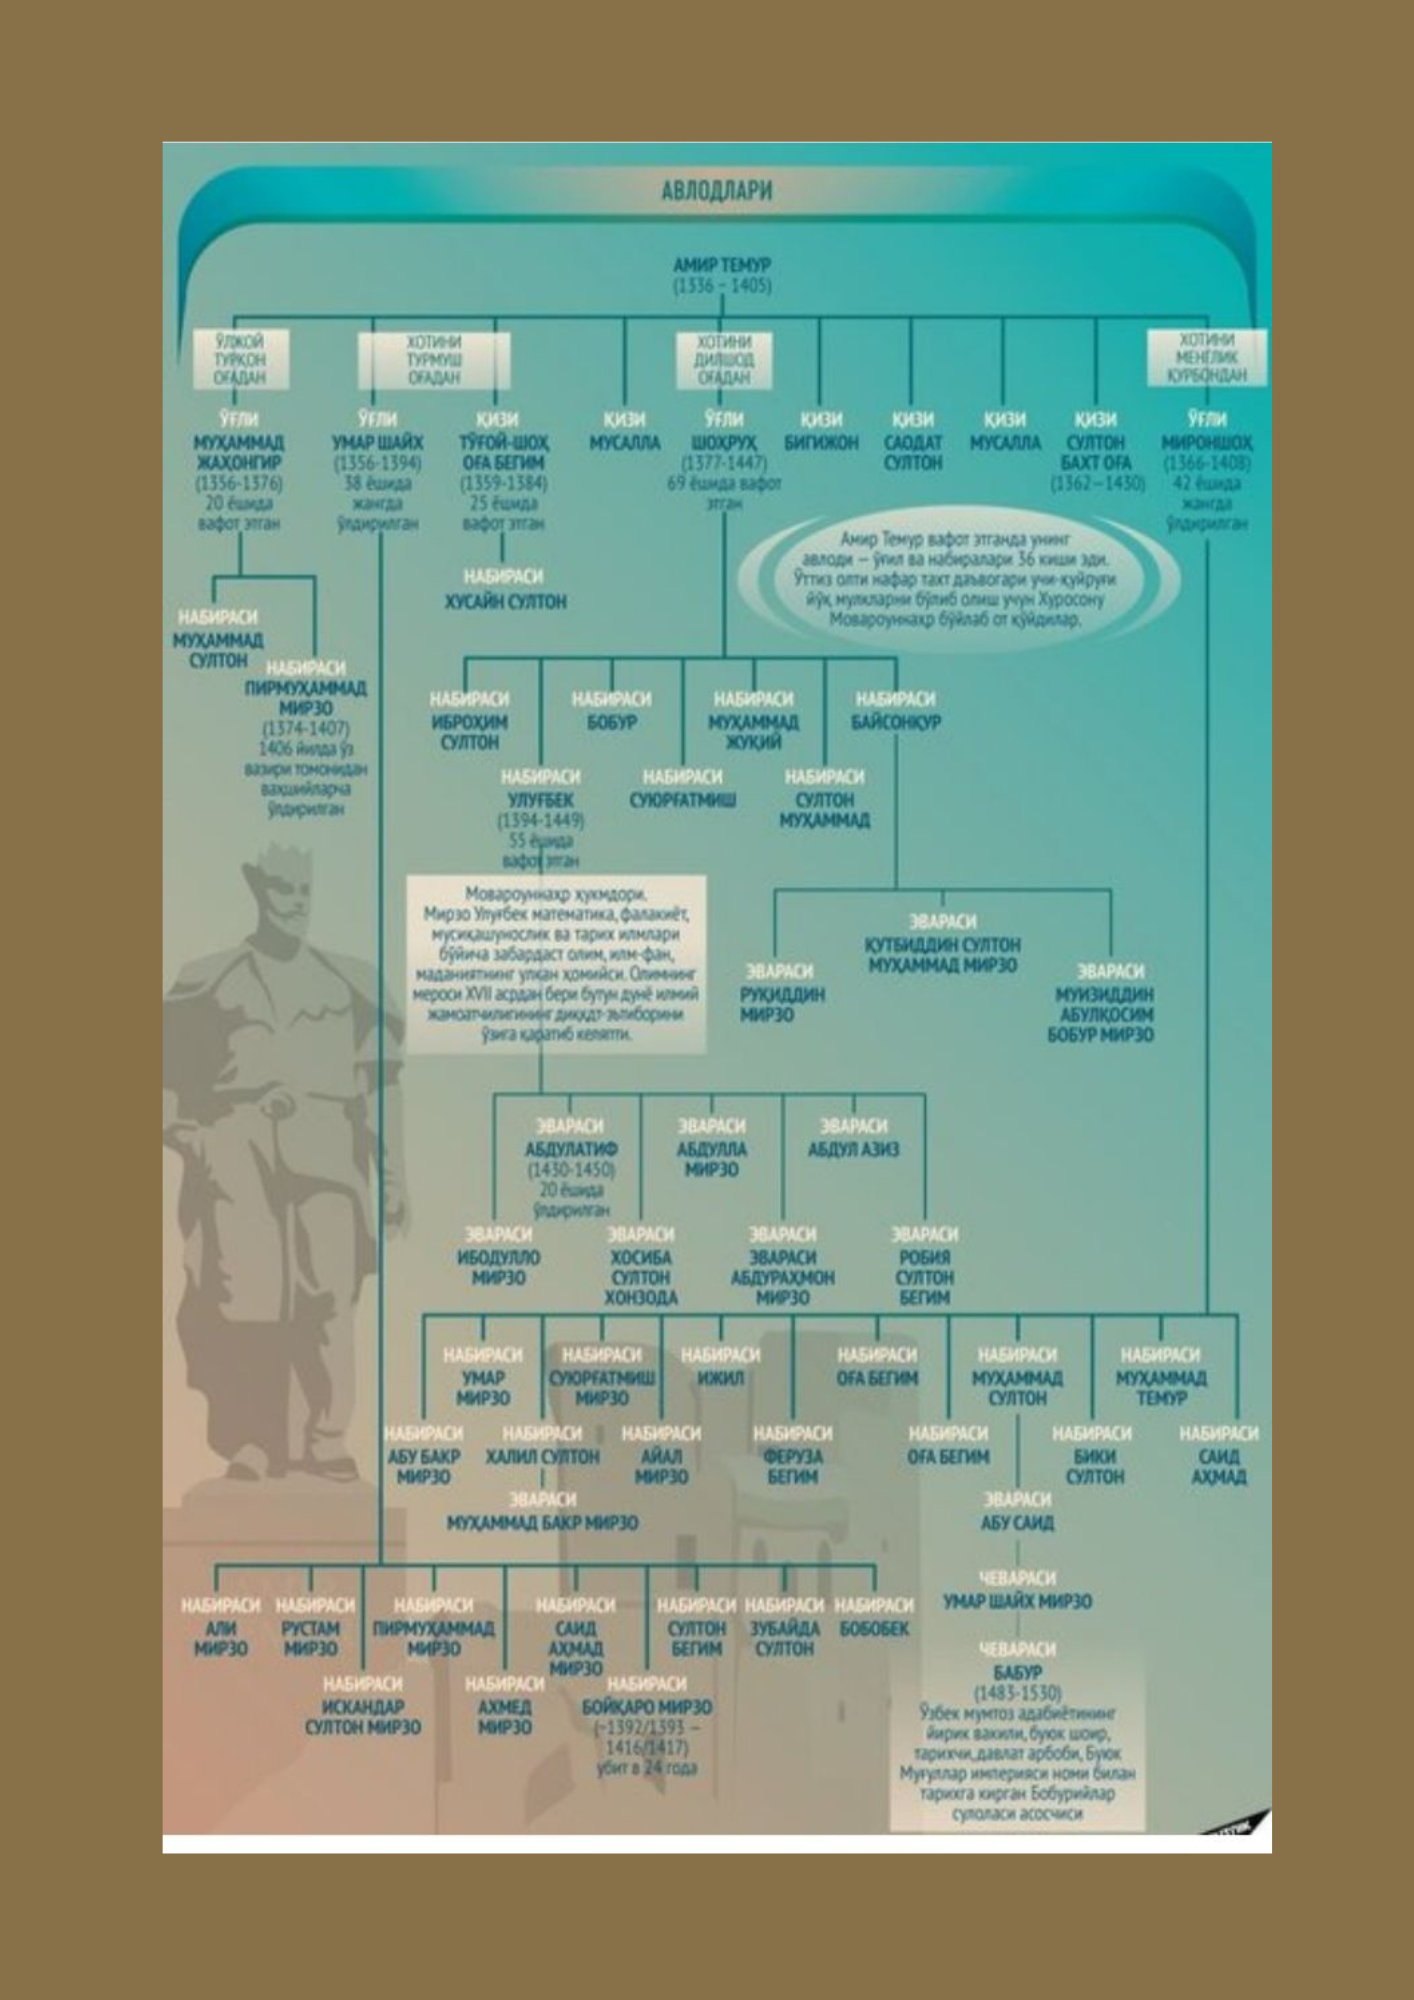 АВЛОДЛАРИ
АМИР ТЕМУР
(1336 – 1405)
ЎЛЖОЙ
ТУРКОН
ОҒАДАН
ХОТИНИ
ТУРМУШ
ОҒАДАН
ХОТИНИ
ДИЛШОД
ОҒАДАН
ХОТИНИ
МЕНГЛИК
ҚУРБОНДАН
ЎҒЛИ
МУҲАММАД
ЖАҲОНГИР
(1356-1376)
20 ёшида
вафот этган
ЎҒЛИ
УМАР ШАЙХ
(1356-1394)
38 ёшида
жангда
ўлдирилган
ҚИЗИ
ТЎҒОЙ-ШОҲ
ОҒА БЕГИМ
(1359-1384)
25 ёшида
вафот этган
ҚИЗИ
МУСАЛЛА
ЎҒЛИ
ШОҲРУҲ
(1377-1447)
69 ёшида вафот
этган
ҚИЗИ
БИГИЖОН
ҚИЗИ
САОДАТ
СУЛТОН
ҚИЗИ
МУСАЛЛА
ҚИЗИ
СУЛТОН
БАХТ ОҒА
(1362–1430)
ЎҒЛИ
МИРОНШОҲ
(1366-1408)
42 ёшида
жангда
ўлдирилган
Амир Темур вафот этганда унинг
авлоди — ўғил ва набиралари 36 киши эди.
Ўттиз олти нафар тахт даъвогари учи-қуйруғи
йўқ мулкларни бўлиб олиш учун Хуросону
Мовароуннаҳр бўйлаб от қўйдилар.
НАБИРАСИ
ХУСАЙН СУЛТОН
НАБИРАСИ
МУҲАММАД
СУЛТОН
НАБИРАСИ
ПИРМУҲАММАД
МИРЗО
(1374-1407)
1406 йилда ўз
вазири томонидан
ваҳшийларча
ўлдирилган
НАБИРАСИ
ИБРОҲИМ
СУЛТОН
НАБИРАСИ
БОБУР
НАБИРАСИ
МУҲАММАД
ЖУҚИЙ
НАБИРАСИ
БАЙСОНҚУР
НАБИРАСИ
УЛУҒБЕК
(1394-1449)
55 ёшида
вафот этган
НАБИРАСИ
СУЮРҒАТМИШ
НАБИРАСИ
СУЛТОН
МУҲАММАД
Мовароуннаҳр ҳукмдори.
Мирзо Улуғбек математика, фалакиёт,
мусиқашунослик ва тарих илмлари
бўйича забардаст олим, илм-фан,
маданиятнинг улкан ҳомийси. Олимнинг
мероси XVII асрдан бери бутун дунё илмий
жамоатчилигининг диққат-эътиборини
ўзига қаратиб келяпти.
ЭВАРАСИ
ҚУТБИДДИН СУЛТОН
МУҲАММАД МИРЗО
ЭВАРАСИ
РУҚИДДИН
МИРЗО
ЭВАРАСИ
МУИЗИДДИН
АБУЛҚОСИМ
БОБУР МИРЗО
ЭВАРАСИ
АБДУЛАТИФ
(1430-1450)
20 ёшида
ўлдирилган
ЭВАРАСИ
АБДУЛЛА
МИРЗО
ЭВАРАСИ
АБДУЛ АЗИЗ
ЭВАРАСИ
ИБОДУЛЛО
МИРЗО
ЭВАРАСИ
ХОСИБА
СУЛТОН
ХОНЗОДА
ЭВАРАСИ
ЭВАРАСИ
АБДУРАҲМОН
МИРЗО
ЭВАРАСИ
РОБИЯ
СУЛТОН
БЕГИМ
НАБИРАСИ
УМАР
МИРЗО
НАБИРАСИ
СУЮРҒАТМИШ
МИРЗО
НАБИРАСИ
ИЖИЛ
НАБИРАСИ
ОҒА БЕГИМ
НАБИРАСИ
МУҲАММАД
СУЛТОН
НАБИРАСИ
МУҲАММАД
ТЕМУР
НАБИРАСИ
АБУ БАКР
МИРЗО
НАБИРАСИ
ХАЛИЛ СУЛТОН
НАБИРАСИ
АЙАЛ
МИРЗО
НАБИРАСИ
ФЕРУЗА
БЕГИМ
НАБИРАСИ
ОҒА БЕГИМ
НАБИРАСИ
БИКИ
СУЛТОН
НАБИРАСИ
САИД
АҲМАД
ЭВАРАСИ
МУҲАММАД БАКР МИРЗО
ЭВАРАСИ
АБУ САИД
ЧЕВАРАСИ
УМАР ШАЙХ МИРЗО
НАБИРАСИ
АЛИ
МИРЗО
НАБИРАСИ
РУСТАМ
МИРЗО
НАБИРАСИ
ПИРМУҲАММАД
МИРЗО
НАБИРАСИ
САИД
АҲМАД
МИРЗО
НАБИРАСИ
СУЛТОН
БЕГИМ
НАБИРАСИ
ЗУБАЙДА
СУЛТОН
НАБИРАСИ
БОБОБЕК
НАБИРАСИ
ИСКАНДАР
СУЛТОН МИРЗО
НАБИРАСИ
АХМЕД
МИРЗО
НАБИРАСИ
БОЙҚАРО МИРЗО
(~1392/1393 –
1416/1417)
убит в 24 года
ЧЕВАРАСИ
БАБУР
(1483-1530)
Ўзбек мумтоз адабиётининг
йирик вакили, буюк шоир,
тарихчи, давлат арбоби, Буюк
Муғуллар империяси номи билан
тарихга кирган Бобурийлар
сулоласи асосчиси